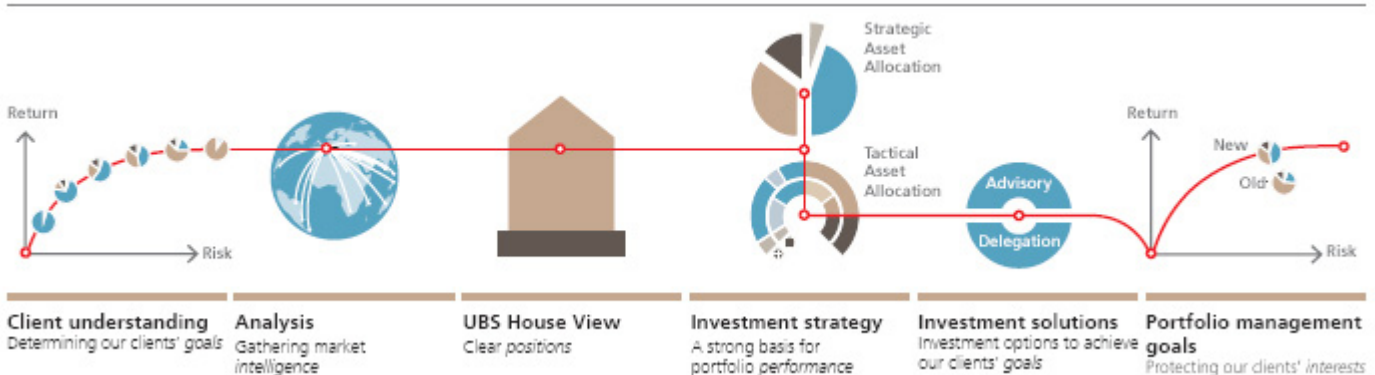 Return
Risk
Strategic
Asset
Allocation
Tactical
Asset
Allocation
Advisory
Delegation
Return
New
Old
Risk
Client understanding
Determining our clients' goals
Analysis
Gathering market
intelligence
UBS House View
Clear positions
Investment strategy
A strong basis for
portfolio performance
Investment solutions
Investment options to achieve
our clients' goals
Portfolio management
goals
Protecting our clients' interests